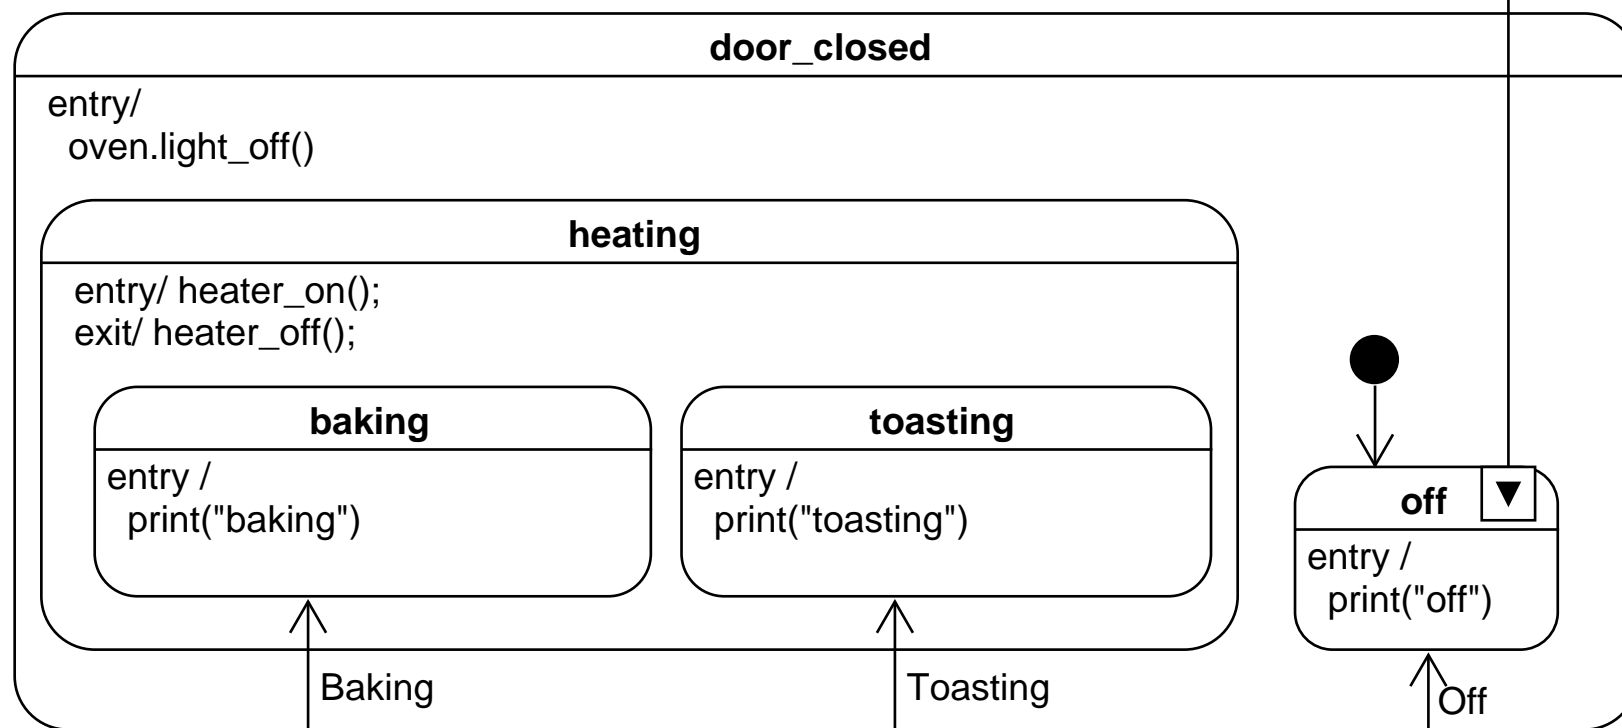 door_closed
entry/
oven.light_off()
heating
entry/ heater_on();
exit/ heater_off();
baking
entry /
print("baking")
toasting
entry /
print("toasting")
off
entry /
print("off")
Baking
Toasting
Off